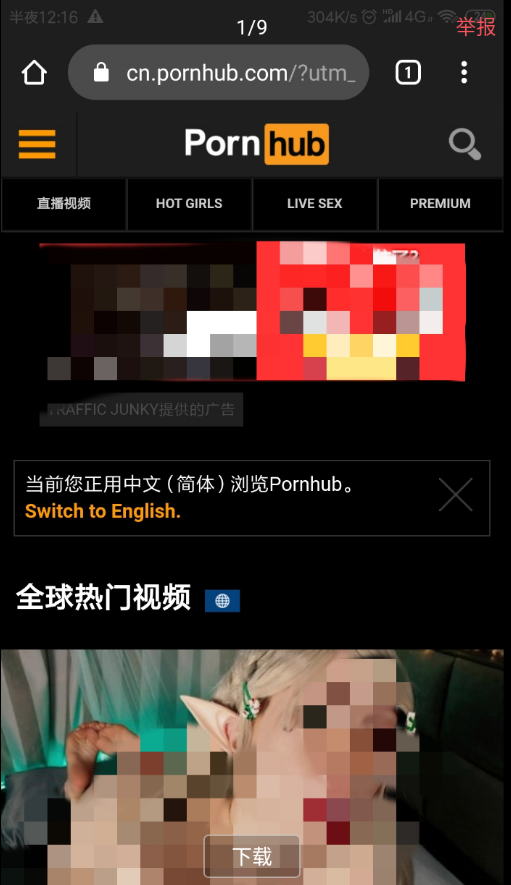 半夜12:16
304K/s
4G
24
1/9
举报
cn.pornhub.com/?utm_
1
Porn hub
直播视频
HOT GIRLS
LIVE SEX
PREMIUM
TRAFFIC JUNKY提供的广告
当前您正用中文（简体）浏览Pornhub。
Switch to English.
全球热门视频
下载